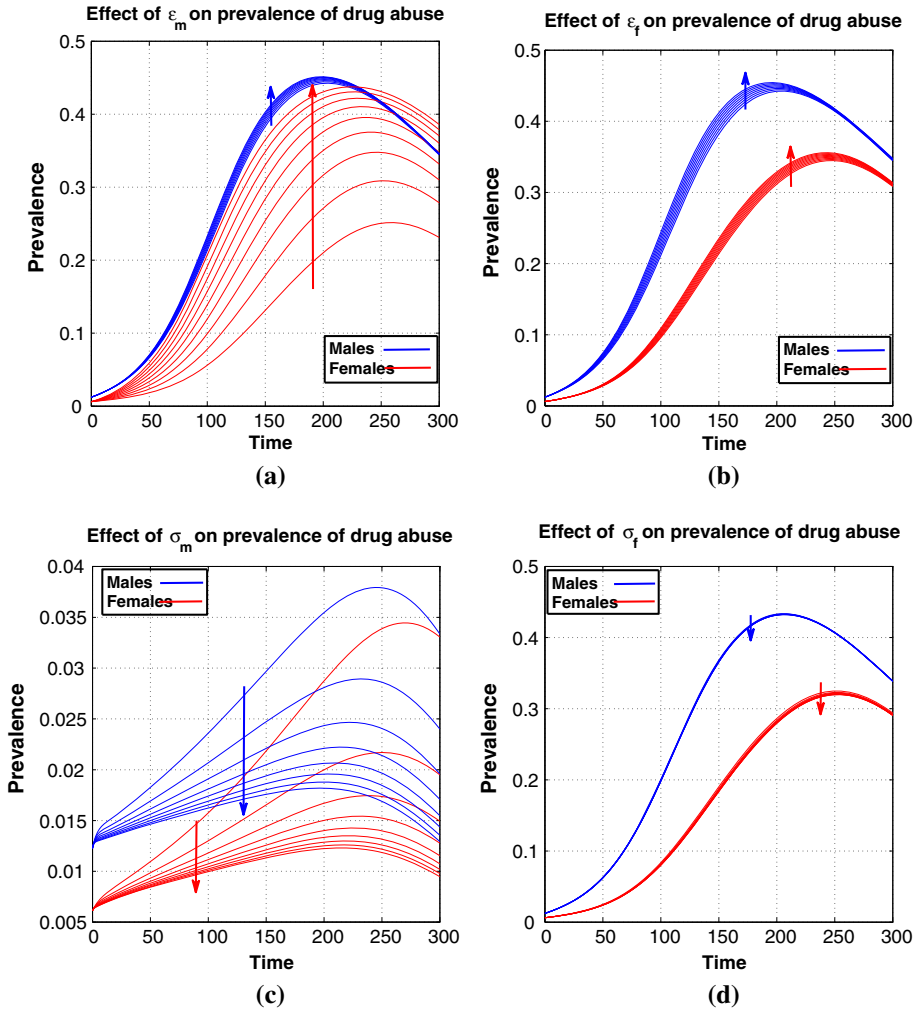 Effect of ε_m on prevalence of drug abuse
0.5
0.4
0.3
0.2
0.1
0
Prevalence
0 50 100 150 200 250 300
Time
Males
Females
(a)
Effect of ε_f on prevalence of drug abuse
0.5
0.4
0.3
0.2
0.1
0
Prevalence
0 50 100 150 200 250 300
Time
Males
Females
(b)
Effect of σ_m on prevalence of drug abuse
0.04
0.035
0.03
0.025
0.02
0.015
0.01
0.005
Prevalence
0 50 100 150 200 250 300
Time
Males
Females
(c)
Effect of σ_f on prevalence of drug abuse
0.5
0.4
0.3
0.2
0.1
0
Prevalence
0 50 100 150 200 250 300
Time
Males
Females
(d)